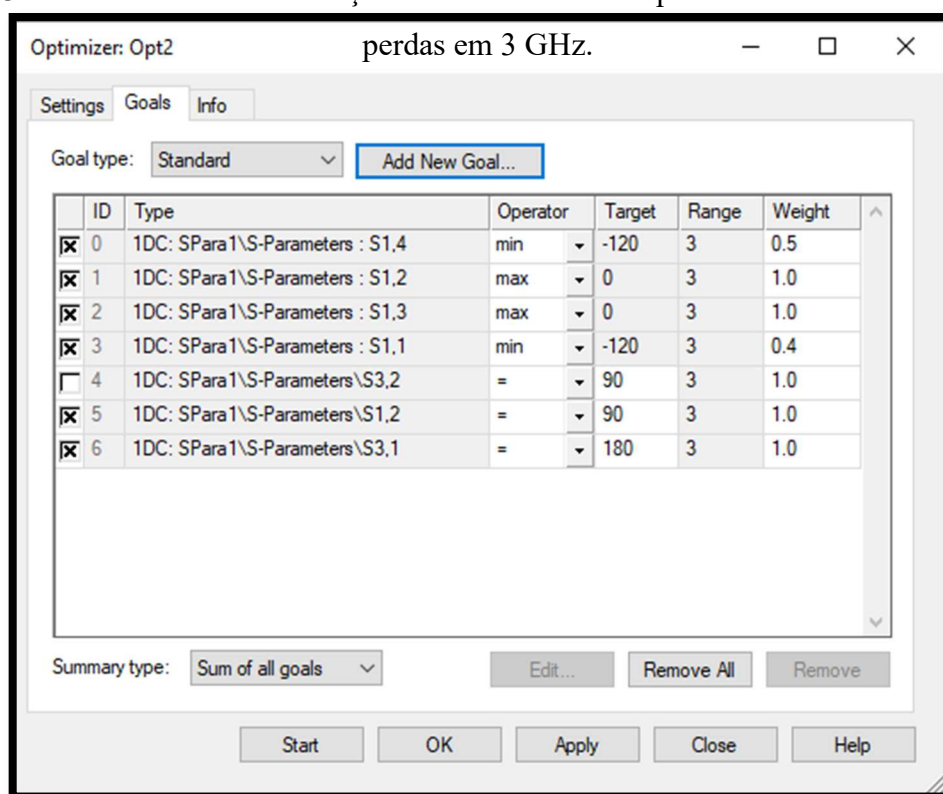 Optimizer: Opt2
perdas em 3 GHz.
Settings Goals Info
Goal type: Standard Add New Goal...
ID Type Operator Target Range Weight
0 1DC: SPara1\S-Parameters : S1,4 min -120 3 0.5
1 1DC: SPara1\S-Parameters : S1,2 max 0 3 1.0
2 1DC: SPara1\S-Parameters : S1,3 max 0 3 1.0
3 1DC: SPara1\S-Parameters : S1,1 min -120 3 0.4
4 1DC: SPara1\S-Parameters\S3,2 = 90 3 1.0
5 1DC: SPara1\S-Parameters\S1,2 = 90 3 1.0
6 1DC: SPara1\S-Parameters\S3,1 = 180 3 1.0
Summary type: Sum of all goals Edit... Remove All Remove
Start OK Apply Close Help